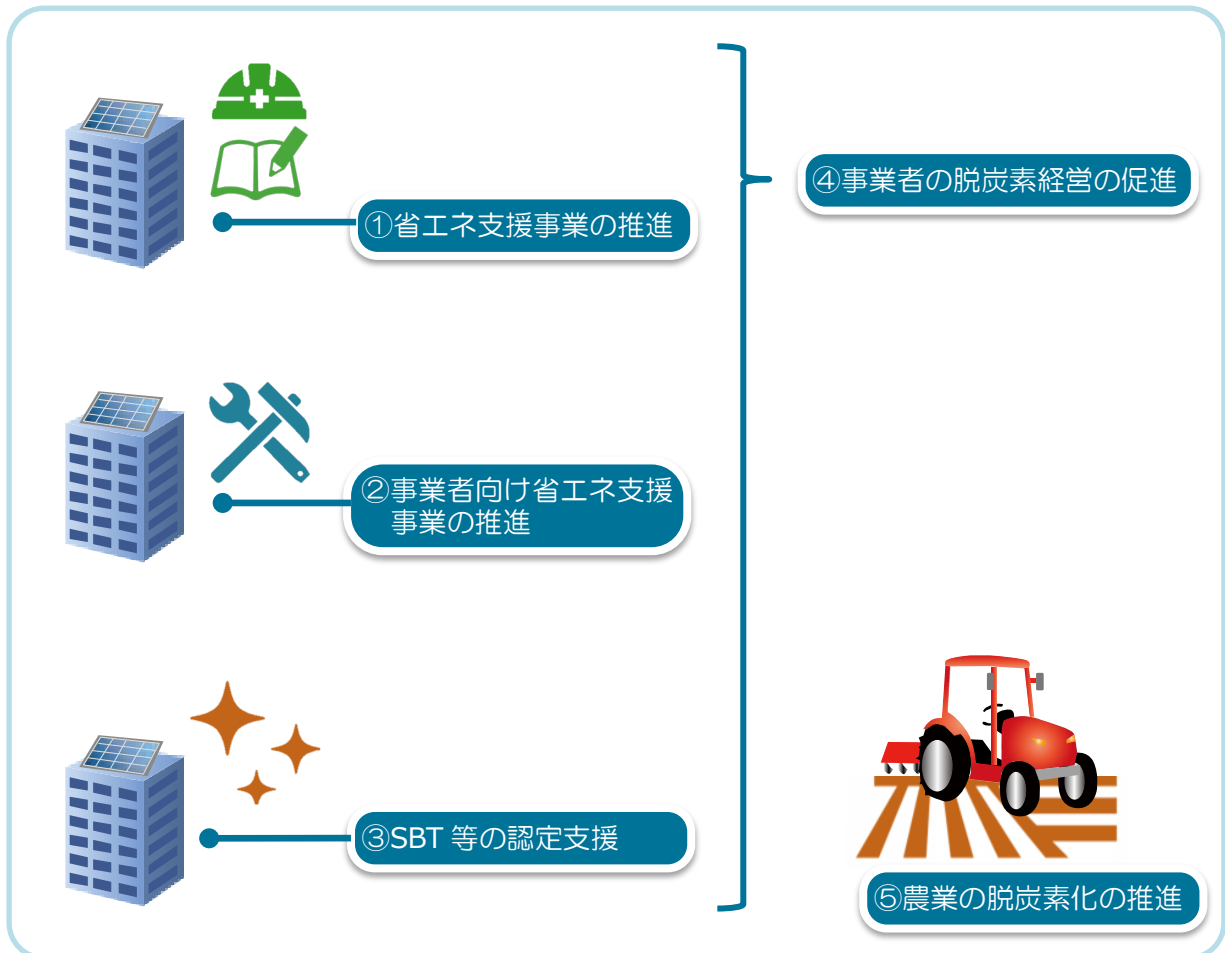 ①省エネ支援事業の推進
②事業者向け省エネ支援
事業の推進
③SBT 等の認定支援
④事業者の脱炭素経営の促進
⑤農業の脱炭素化の推進